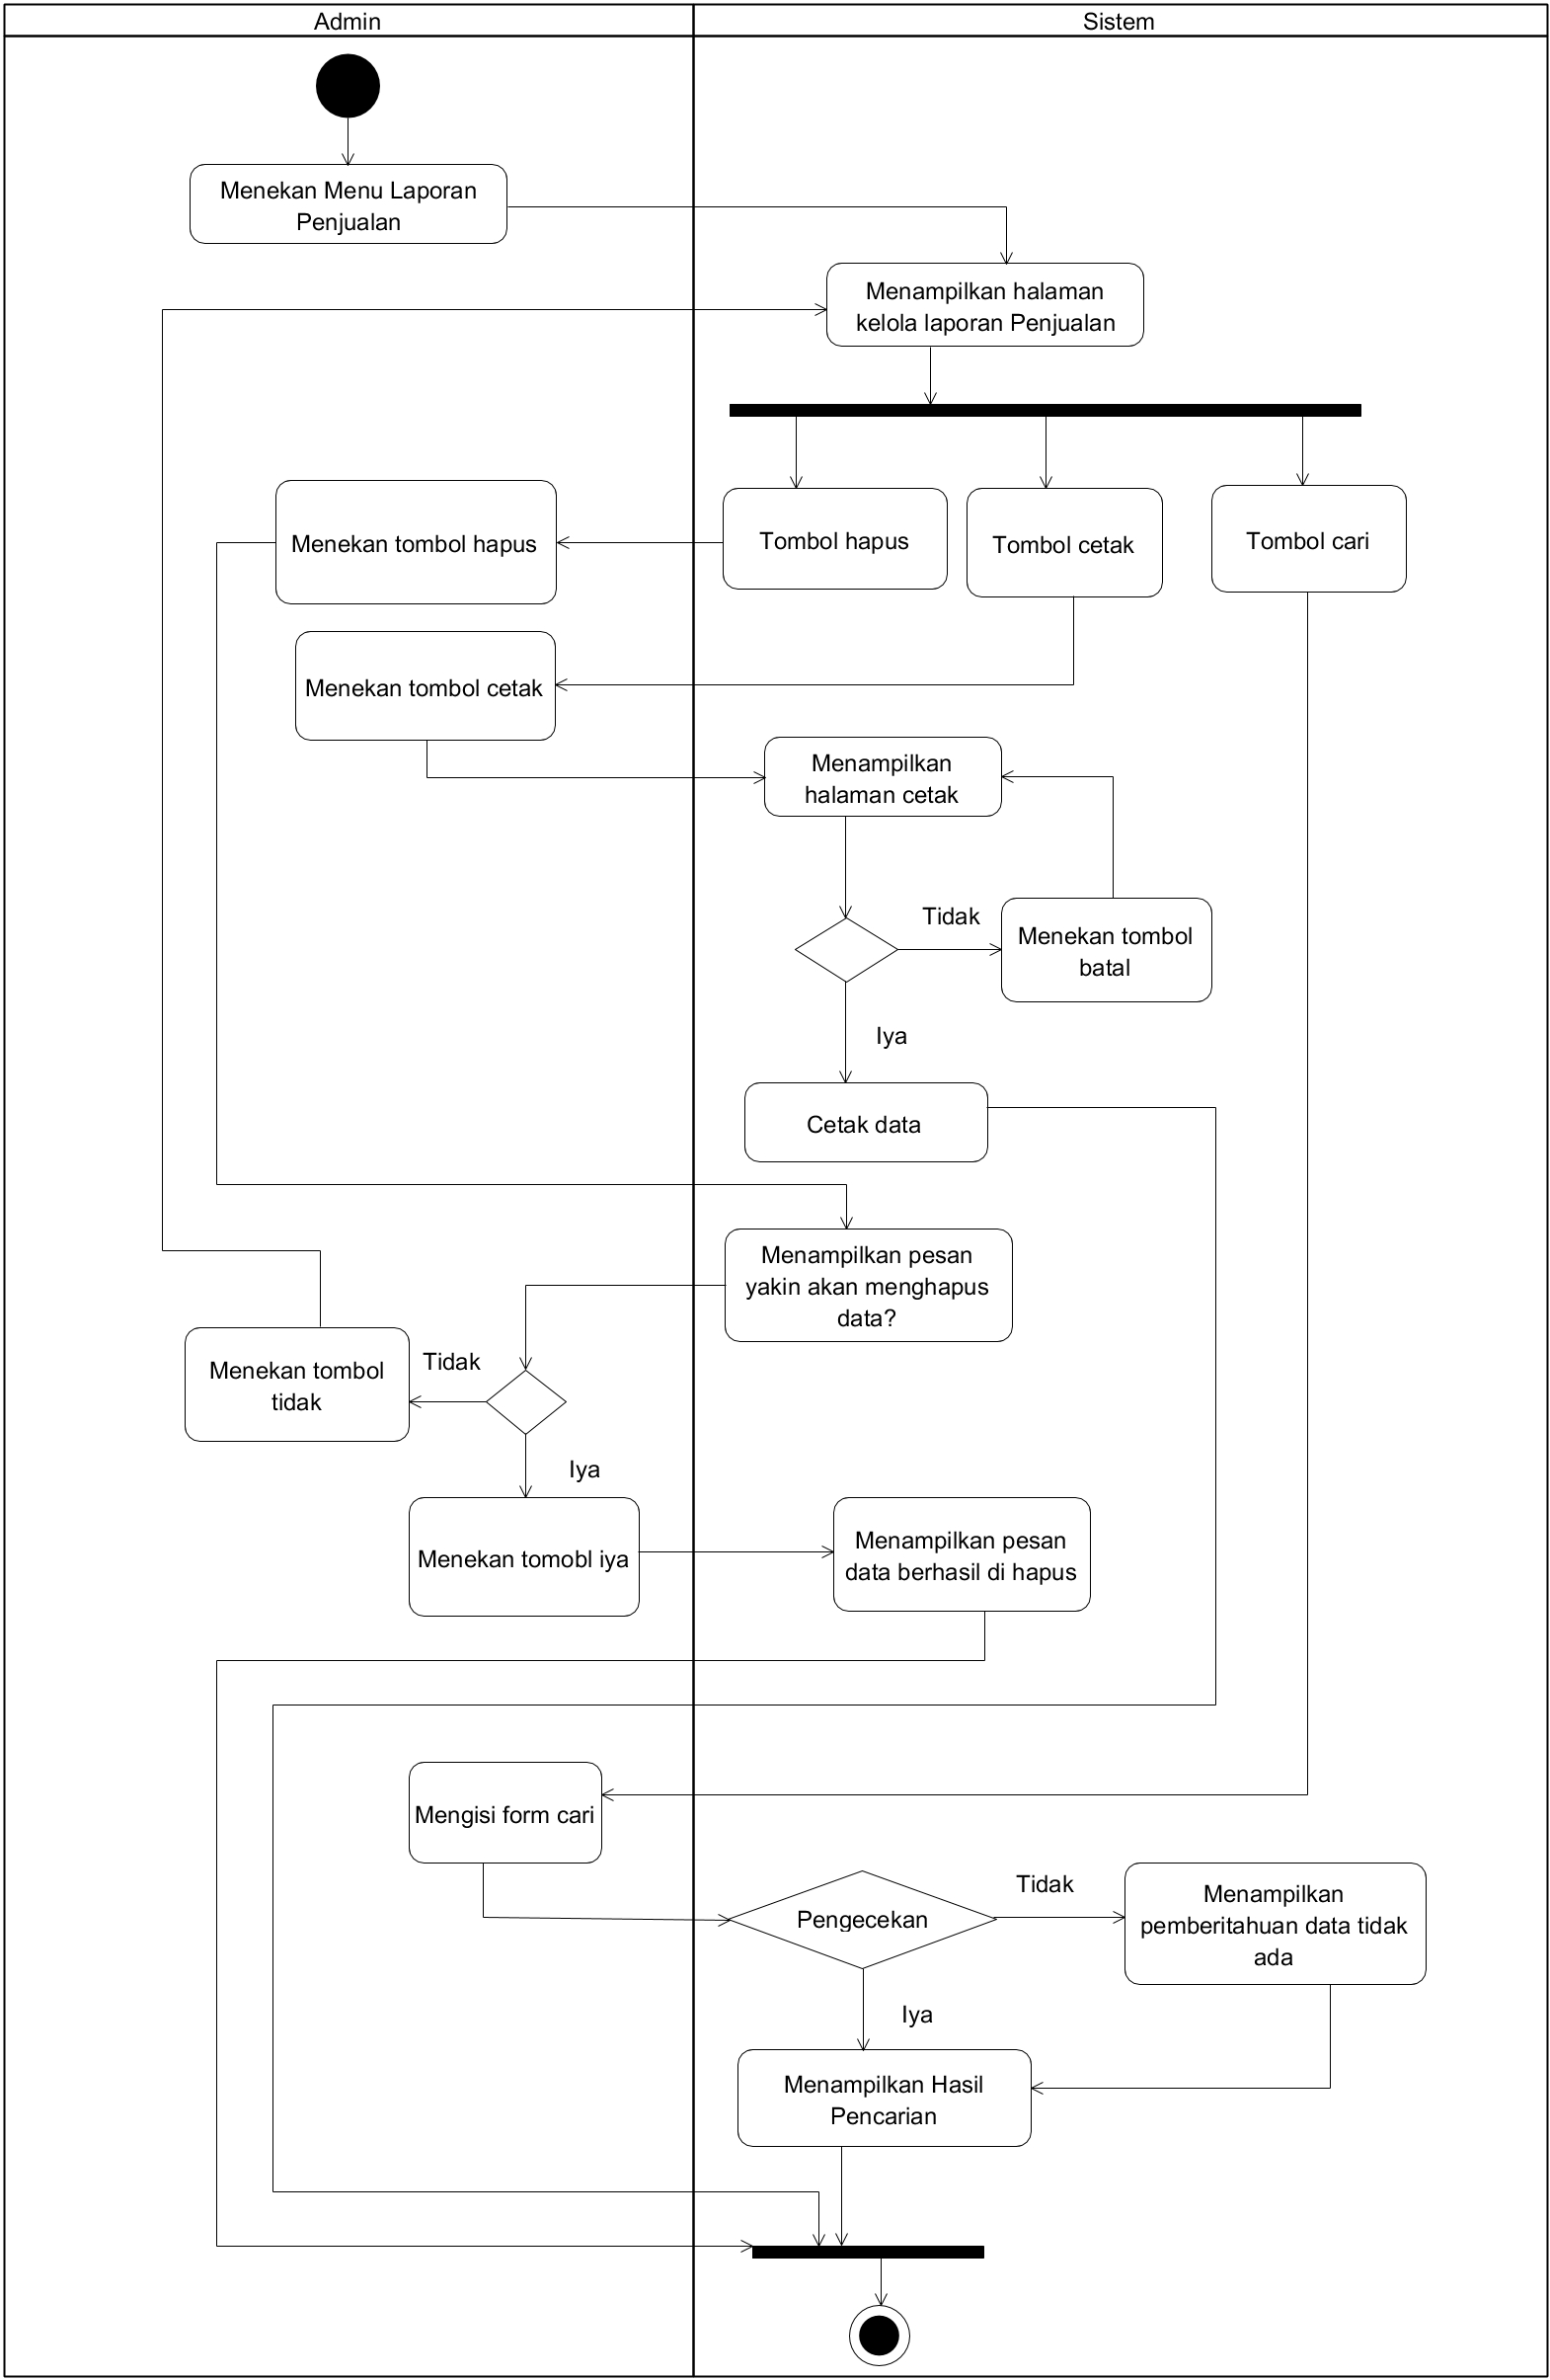 Admin
Sistem
Menekan Menu Laporan
Penjualan
Menampilkan halaman
kelola laporan Penjualan
Menekan tombol hapus
Tombol hapus
Tombol cetak
Tombol cari
Menekan tombol cetak
Menampilkan
halaman cetak
Tidak
Menekan tombol
batal
Iya
Cetak data
Menampilkan pesan
yakin akan menghapus
data?
Tidak
Menekan tombol
tidak
Iya
Menekan tomobl iya
Menampilkan pesan
data berhasil di hapus
Mengisi form cari
Pengecekan
Tidak
Menampilkan
pemberitahuan data tidak
ada
Iya
Menampilkan Hasil
Pencarian